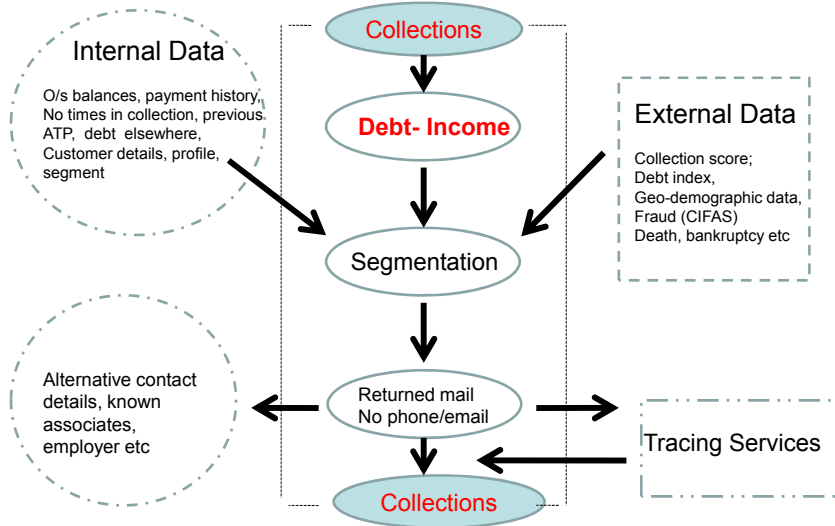 Collections
Internal Data
O/s balances, payment history,
No times in collection, previous
ATP, debt elsewhere,
Customer details, profile,
segment
Debt- Income
External Data
Collection score;
Debt index,
Geo-demographic data,
Fraud (CIFAS)
Death, bankruptcy etc
Segmentation
Alternative contact
details, known
associates,
employer etc
Returned mail
No phone/email
Tracing Services
Collections